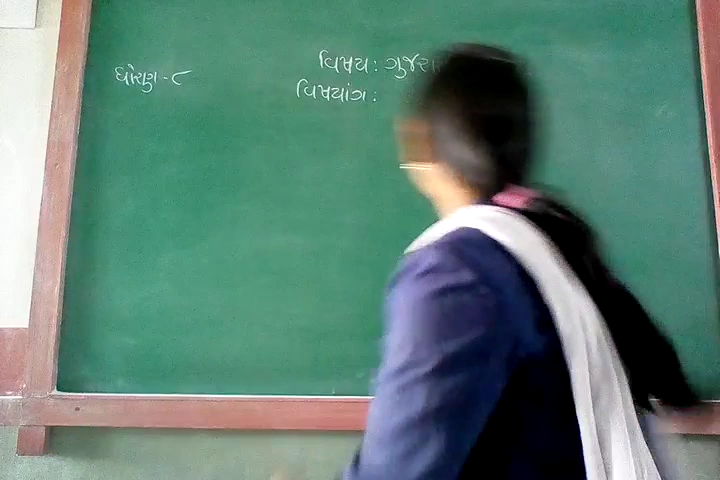 ધોરણ - ૮
વિષય : ગુજરા
વિષયાંગ :